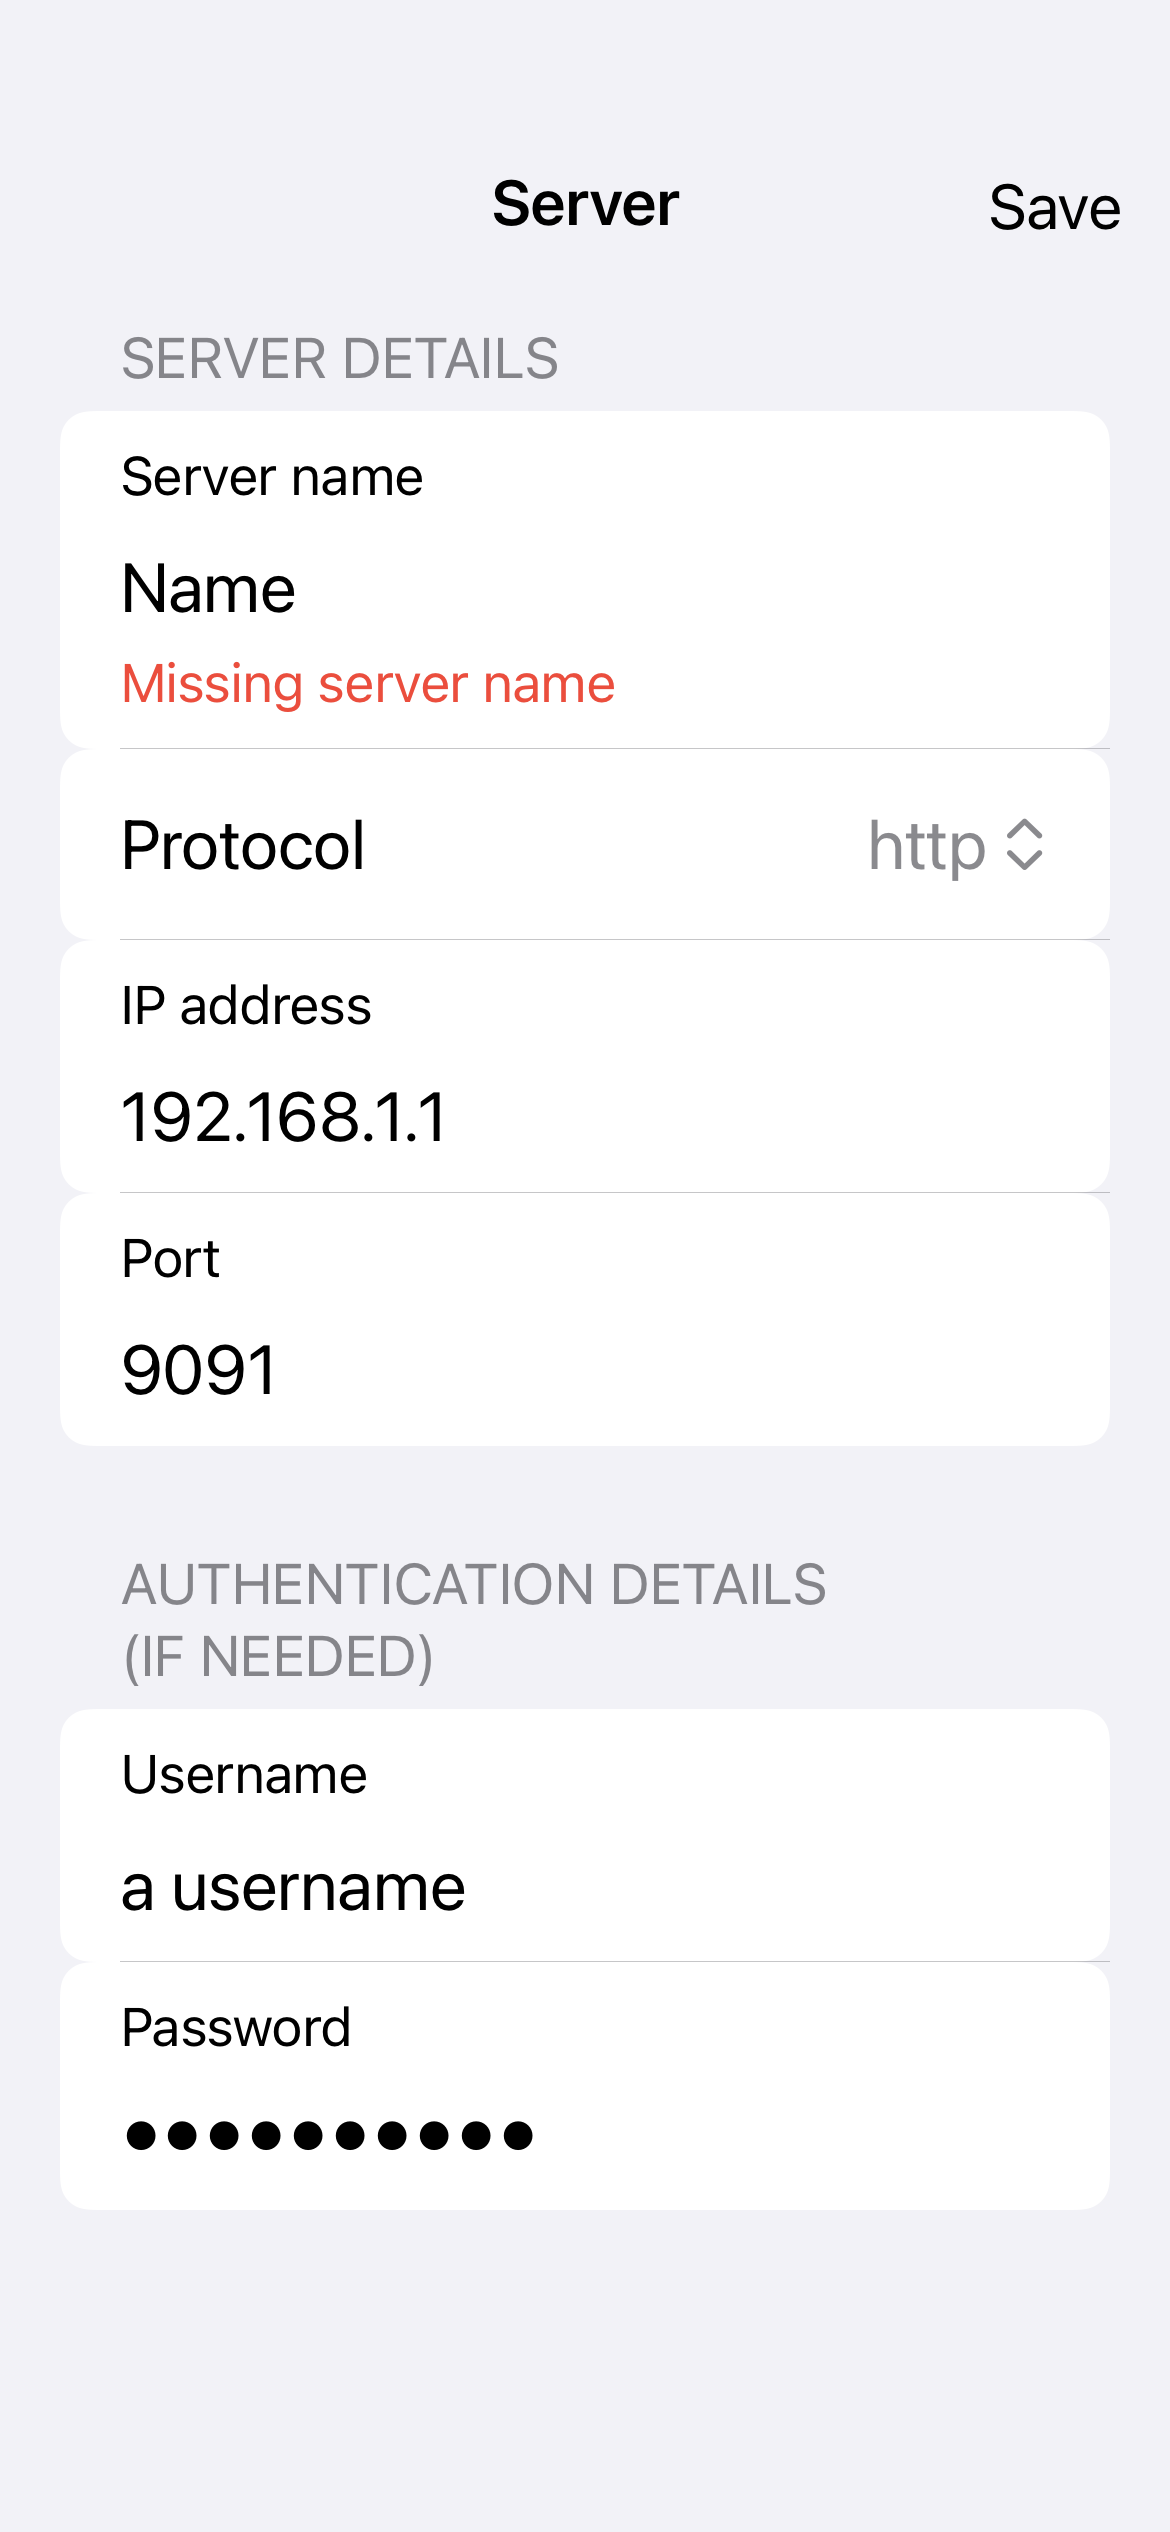 Server
Save
SERVER DETAILS
Server name
Name
Missing server name
Protocol
http
IP address
192.168.1.1
Port
9091
AUTHENTICATION DETAILS
(IF NEEDED)
Username
a username
Password
●●●●●●●●●●